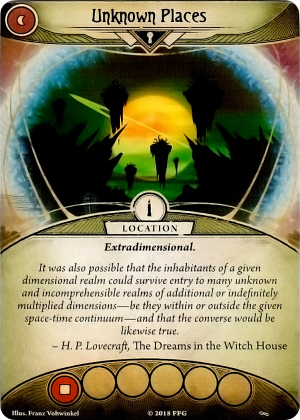 Unknown Places
LOCATION
Extradimensional.
It was also possible that the inhabitants of a given
dimensional realm could survive entry to many unknown
and incomprehensible realms of additional or indefinitely
multiplied dimensions—be they within or outside the given
space-time continuum—and that the converse would be
likewise true.
– H. P. Lovecraft, The Dreams in the Witch House
Illus. Franz Vohwinkel
© 2018 FFG